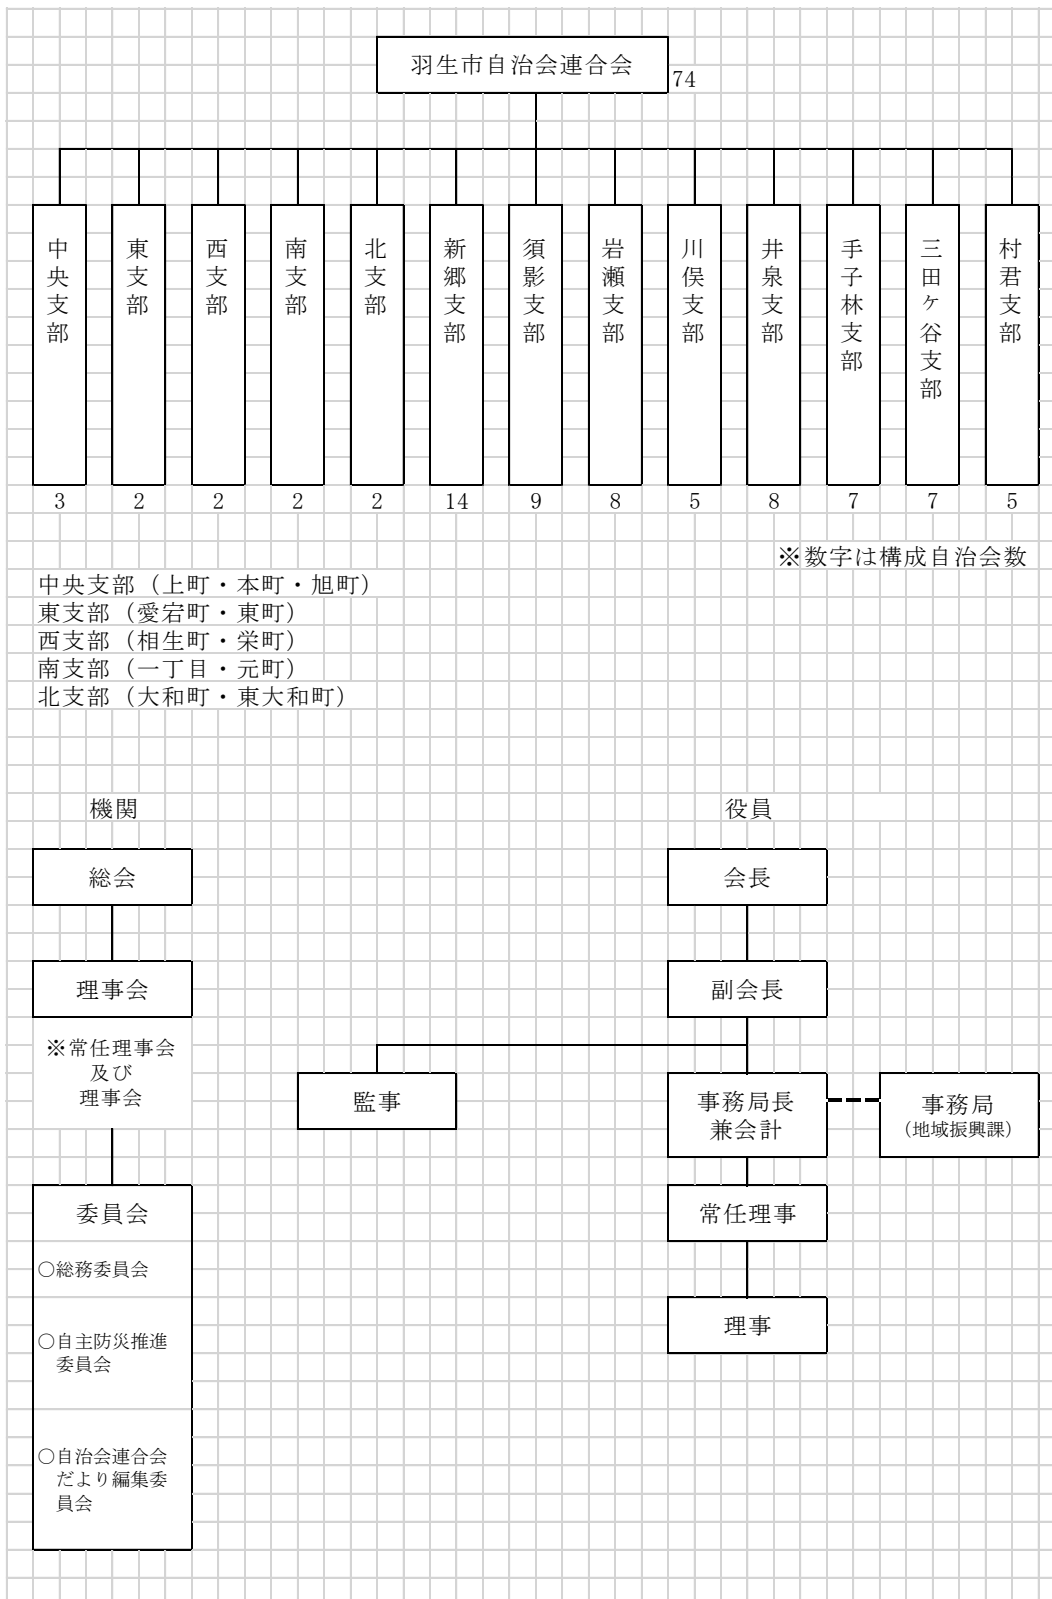 羽生市自治会連合会
74
中央支部
東支部
西支部
南支部
北支部
新郷支部
須影支部
岩瀬支部
川俣支部
井泉支部
手子林支部
三田ヶ谷支部
村君支部
3 2 2 2 2 14 9 8 5 8 7 7 5
※数字は構成自治会数
中央支部（上町・本町・旭町）
東支部（愛宕町・東町）
西支部（相生町・栄町）
南支部（一丁目・元町）
北支部（大和町・東大和町）
機関
総会
理事会
※常任理事会
及び
理事会
委員会
○総務委員会
○自主防災推進
委員会
○自治会連合会
だより編集委
員会
役員
会長
副会長
監事
事務局長
兼会計
事務局
（地域振興課）
常任理事
理事